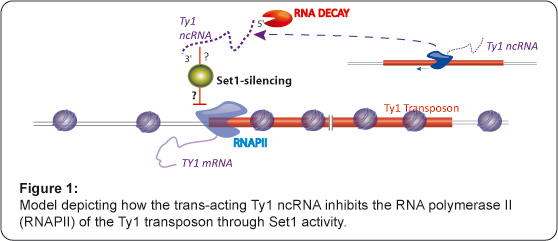 Ty1
ncRNA
5'
RNA DECAY
Ty1 ncRNA
3'
?
Set1-silencing
?
Ty1 Transposon
RNAPII
TY1 mRNA
Figure 1:
Model depicting how the trans-acting Ty1 ncRNA inhibits the RNA polymerase II
(RNAPII) of the Ty1 transposon through Set1 activity.